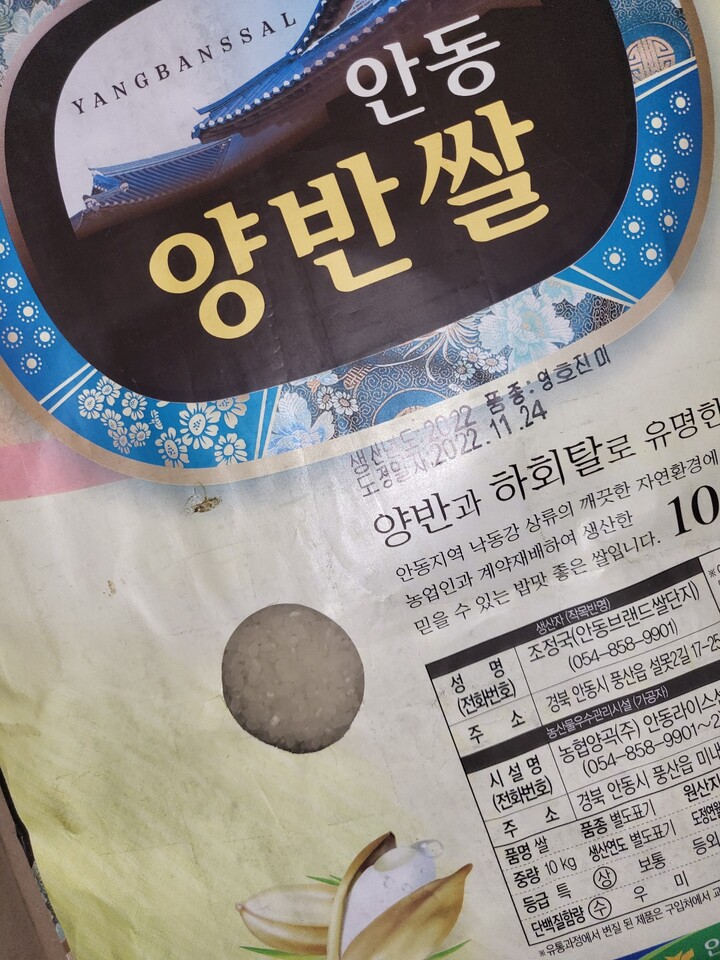 YANGBANSSAL
안동
양반쌀
생산년도:2022 품종:영호진미
도정일자:2022.11.24
양반과 하회탈로 유명한
안동지역 낙동강 상류의 깨끗한 자연환경에
농업인과 계약재배하여 생산한
믿을 수 있는 밥맛 좋은 쌀입니다.
10
생산자(작목반명)
성 명 조정국(안동브랜드쌀단지)
(전화번호) (054-858-9901)
주 소 경북 안동시 풍산읍 설못2길 17-25
농산물우수관리시설(가공자)
시 설 명 농협양곡(주) 안동라이스
(전화번호) (054-858-9901~2
주 소 경북 안동시 풍산읍
품명 쌀 품종 별도표기 원산지
중량 10kg 생산연도 별도표기
등급 특 상 보통 등외
단백질함량 수 우 미
※유통과정에서 변질 된 제품은 구입처에서